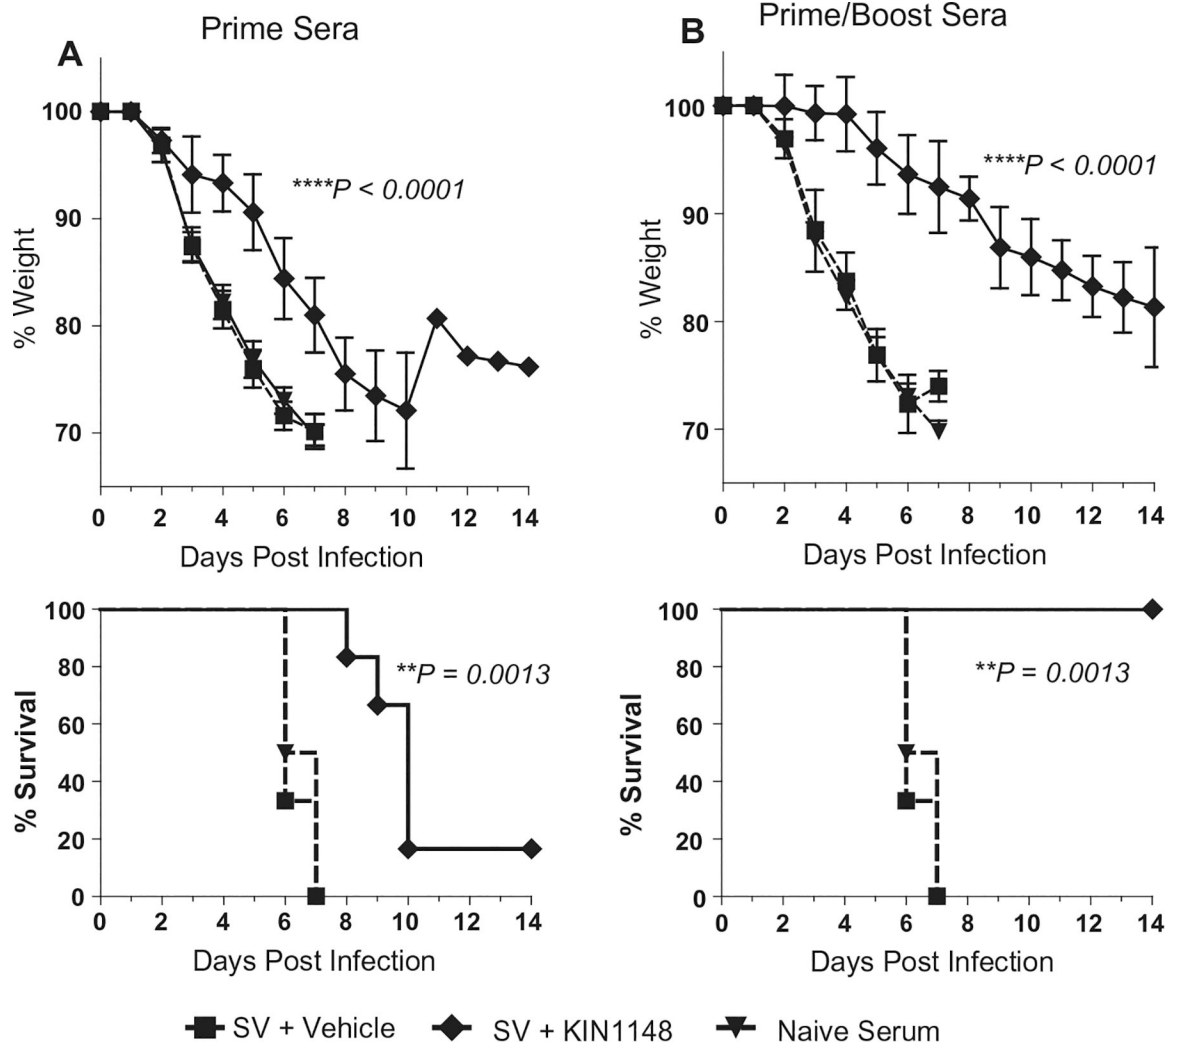 Prime Sera
Prime/Boost Sera
A
B
100
90
80
70
% Weight
****P < 0.0001
0 2 4 6 8 10 12 14
Days Post Infection
100
90
80
70
% Weight
****P < 0.0001
0 2 4 6 8 10 12 14
Days Post Infection
100
80
60
40
20
0
% Survival
**P = 0.0013
0 2 4 6 8 10 12 14
Days Post Infection
100
80
60
40
20
0
% Survival
**P = 0.0013
0 2 4 6 8 10 12 14
Days Post Infection
SV + Vehicle SV + KIN1148 Naive Serum